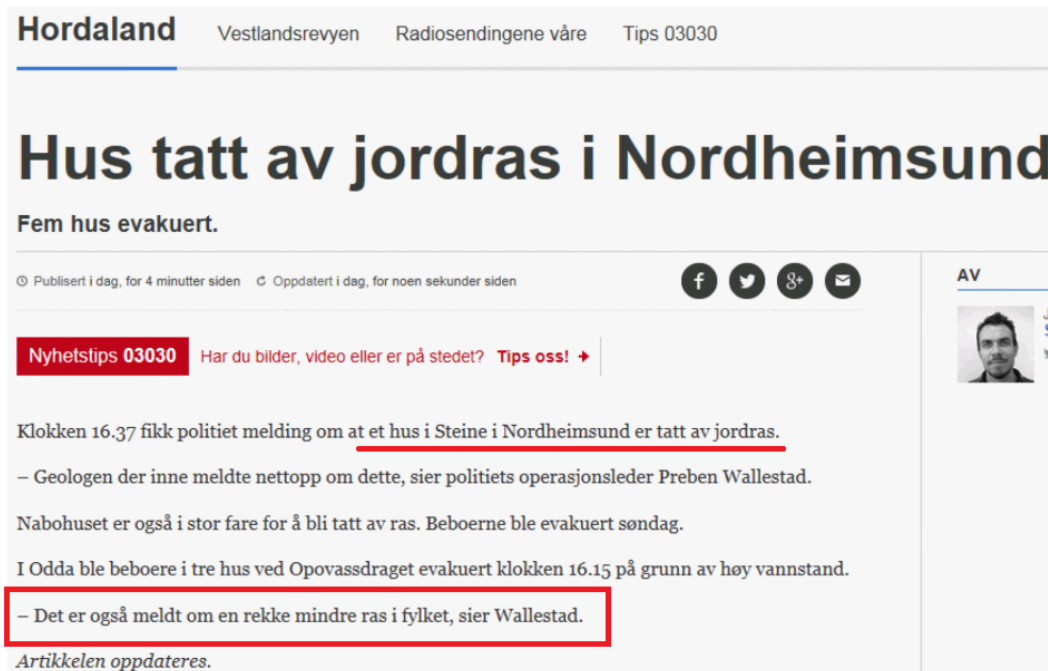 Hordaland Vestlandsrevyen Radiosendingene våre Tips 03030
Hus tatt av jordras i Nordheimsund
Fem hus evakuert.
Publisert i dag, for 4 minutter siden Oppdatert i dag, for noen sekunder siden
AV
Nyhetstips 03030 Har du bilder, video eller er på stedet? Tips oss!
Klokken 16.37 fikk politiet melding om at et hus i Steine i Nordheimsund er tatt av jordras.
– Geologen der inne meldte nettopp om dette, sier politiets operasjonsleder Preben Wallestad.
Nabohuset er også i stor fare for å bli tatt av ras. Beboerne ble evakuert søndag.
I Odda ble beboere i tre hus ved Opovassdraget evakuert klokken 16.15 på grunn av høy vannstand.
– Det er også meldt om en rekke mindre ras i fylket, sier Wallestad.
Artikkelen oppdateres.